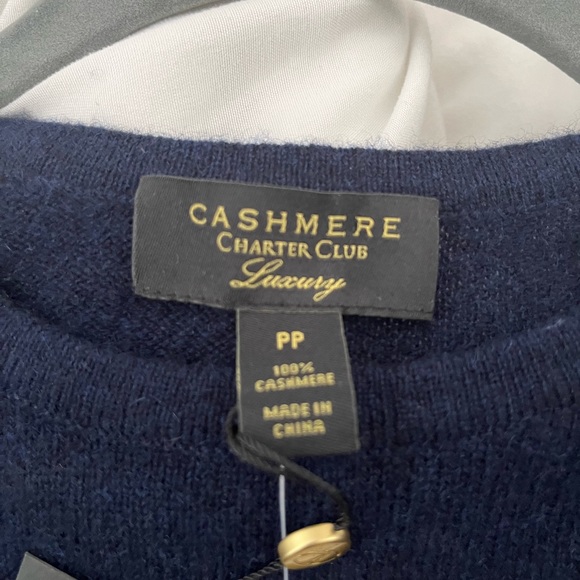 CASHMERE
CHARTER CLUB
Luxury
PP
100%
CASHMERE
MADE IN
CHINA